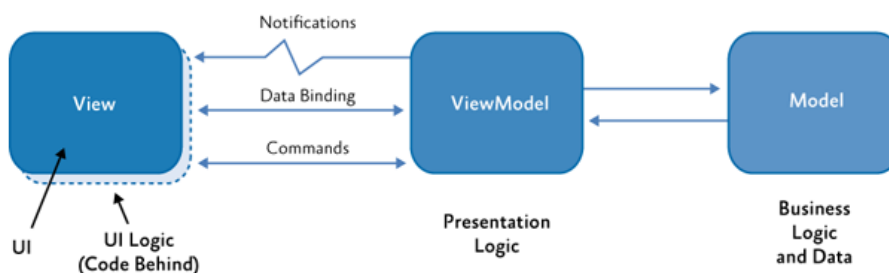 Notifications
View
Data Binding
ViewModel
Model
Commands
UI
UI Logic
(Code Behind)
Presentation
Logic
Business
Logic
and Data